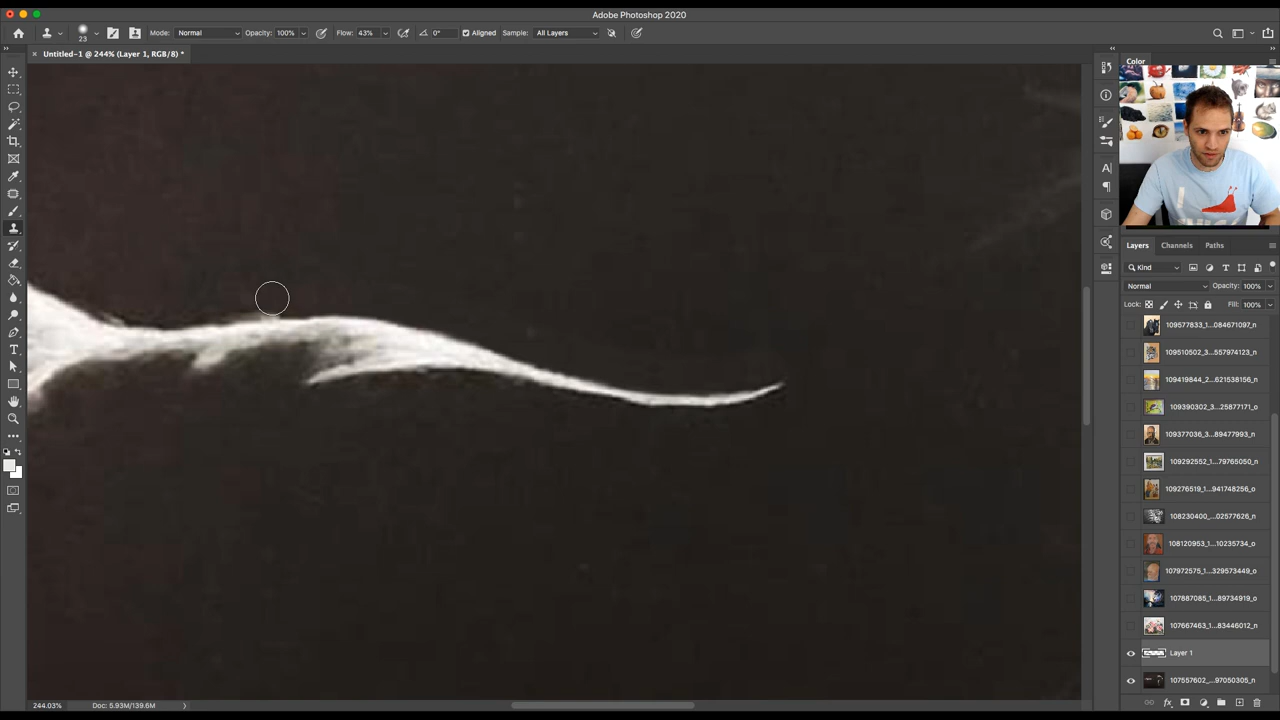 Adobe Photoshop 2020
23
Mode: Normal
Opacity: 100%
Flow: 43%
0°
Aligned
Sample: All Layers
× Untitled-1 @ 244% (Layer 1, RGB/8) *
Color
Layers Channels Paths
Kind
Normal
Opacity: 100%
Lock:
Fill: 100%
109577833_1...084671097_n
109510502_3...557974123_n
109419844_2...621538156_n
109390302_3...25877171_o
109377036_3...89477993_n
109292552_1...79765050_n
109276519_1...941748256_o
108230400_...02577626_n
108120953_1...10235734_o
107972575_1...329573449_o
107887085_1...89734919_o
107667463_1...83446012_n
Layer 1
107557602_...97050305_n
244.03%
Doc: 5.93M/139.6M